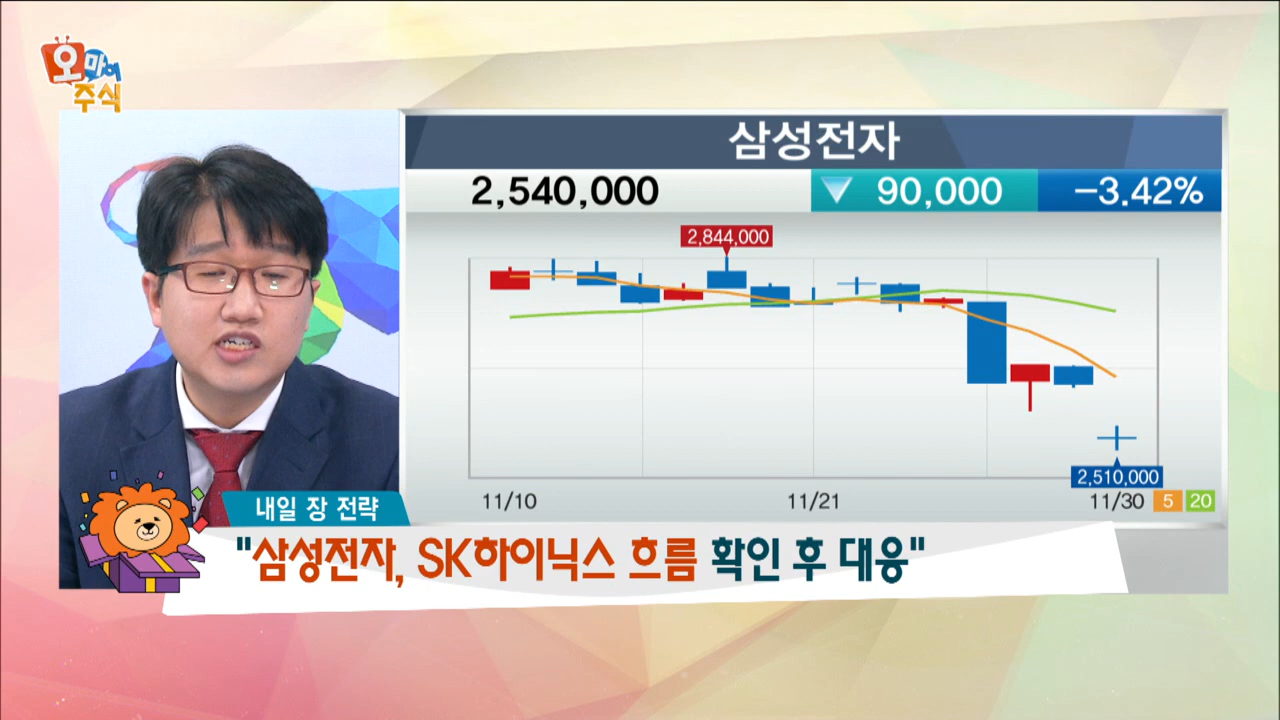 오마이
주식
삼성전자
2,540,000 ▼ 90,000 -3.42%
2,844,000
2,510,000
11/10 11/21 11/30 5 20
내일 장 전략
"삼성전자, SK하이닉스 흐름 확인 후 대응"